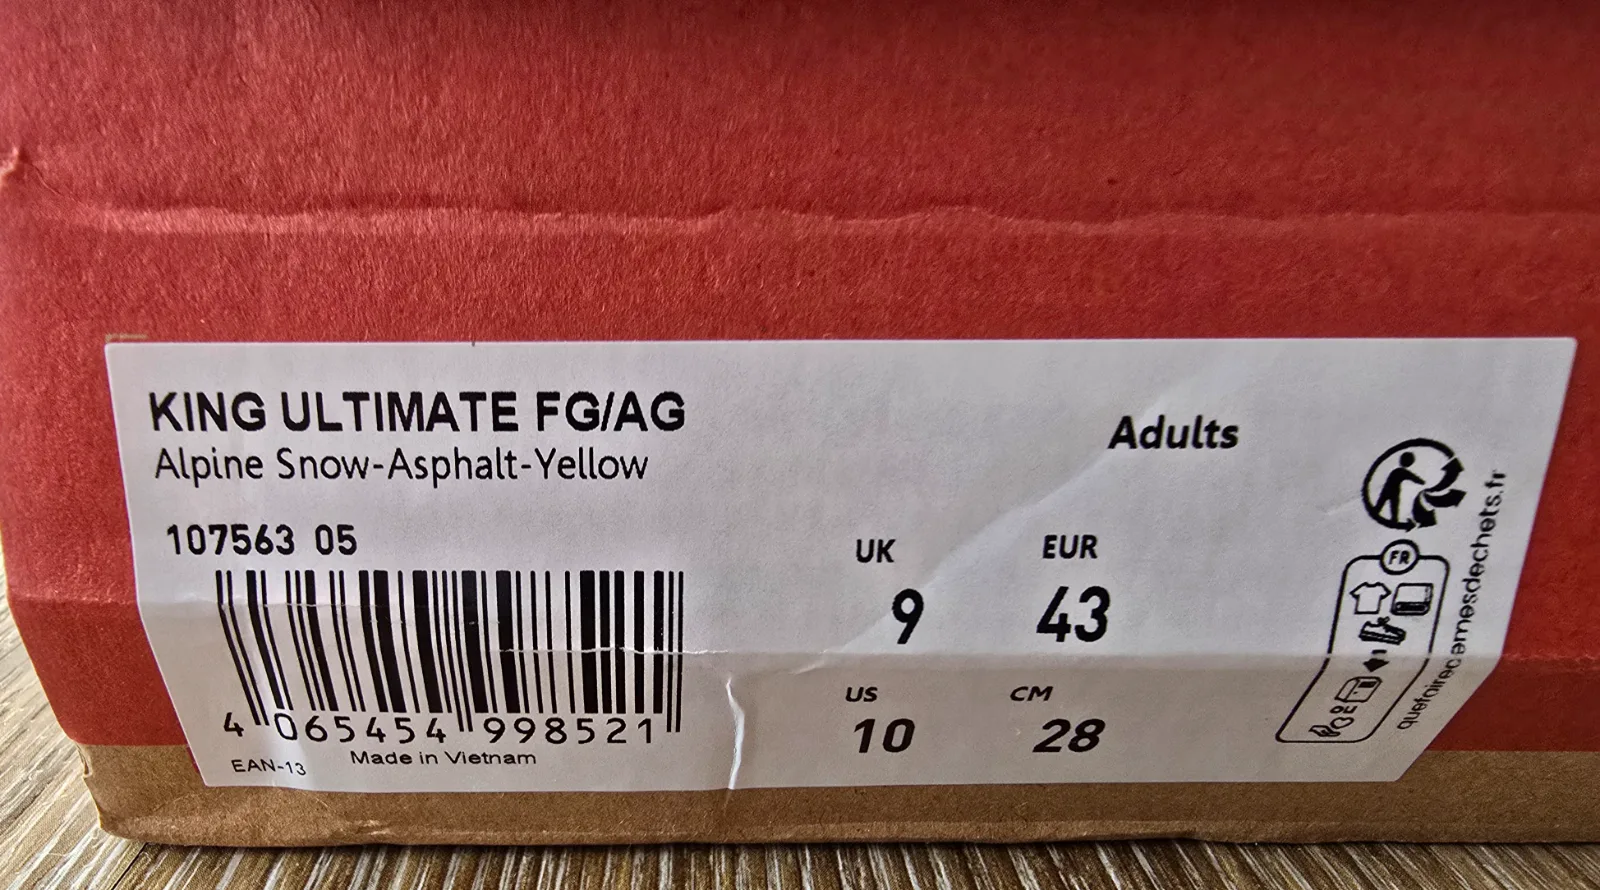 KING ULTIMATE FG/AG
Alpine Snow-Asphalt-Yellow
Adults
107563 05
UK
EUR
9
43
US
CM
10
28
4 065454 998521
EAN-13
Made in Vietnam
FR
quefairedemesdechets.fr